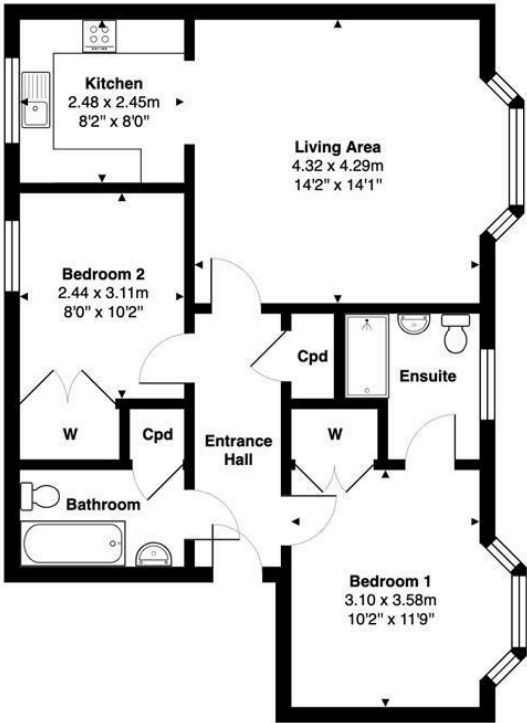 Kitchen
2.48 x 2.45m
8'2" x 8'0"
Living Area
4.32 x 4.29m
14'2" x 14'1"
Bedroom 2
2.44 x 3.11m
8'0" x 10'2"
Cpd
Ensuite
W
Cpd
Entrance
Hall
W
Bathroom
Bedroom 1
3.10 x 3.58m
10'2" x 11'9"